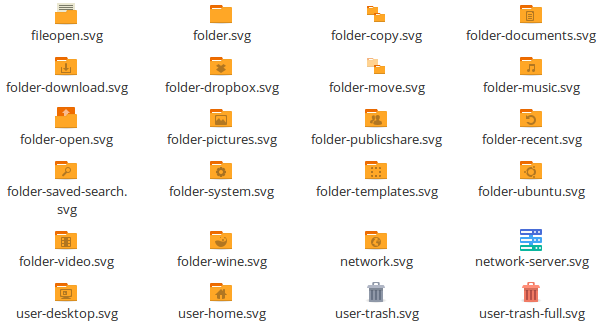 fileopen.svg
folder.svg
folder-copy.svg
folder-documents.svg
folder-download.svg
folder-dropbox.svg
folder-move.svg
folder-music.svg
folder-open.svg
folder-pictures.svg
folder-publicshare.svg
folder-recent.svg
folder-saved-search.
svg
folder-system.svg
folder-templates.svg
folder-ubuntu.svg
folder-video.svg
folder-wine.svg
network.svg
network-server.svg
user-desktop.svg
user-home.svg
user-trash.svg
user-trash-full.svg